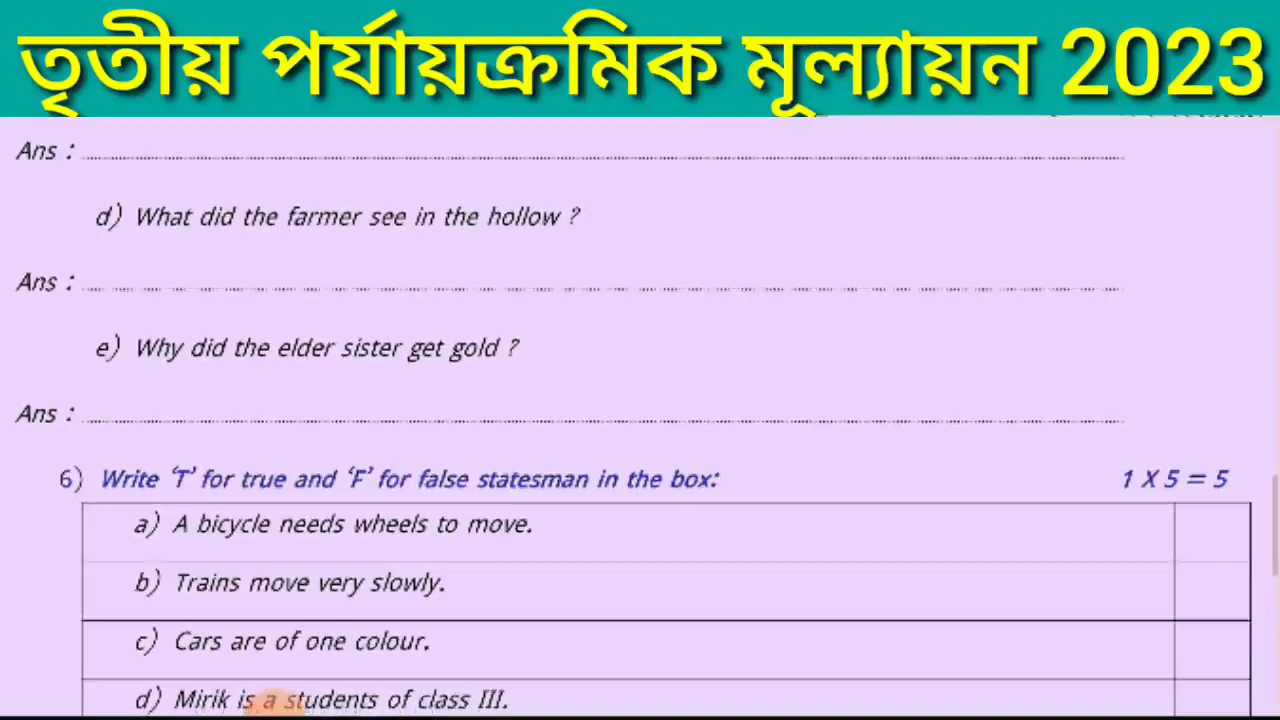 তৃতীয় পর্যায়ক্রমিক মূল্যায়ন 2023
Ans :
d) What did the farmer see in the hollow ?
Ans :
e) Why did the elder sister get gold ?
Ans :
6) Write ‘T’ for true and ‘F’ for false statesman in the box: 1 X 5 = 5
a) A bicycle needs wheels to move.
b) Trains move very slowly.
c) Cars are of one colour.
d) Mirik is a students of class III.